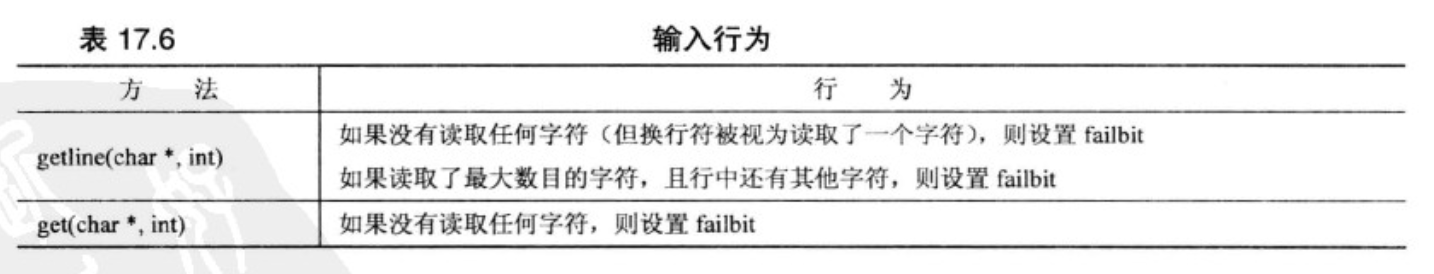 表 17.6 输入行为
方 法 行 为
getline(char *, int) 如果没有读取任何字符（但换行符被视为读取了一个字符），则设置 failbit
如果读取了最大数目的字符，且行中还有其他字符，则设置 failbit
get(char *, int) 如果没有读取任何字符，则设置 failbit